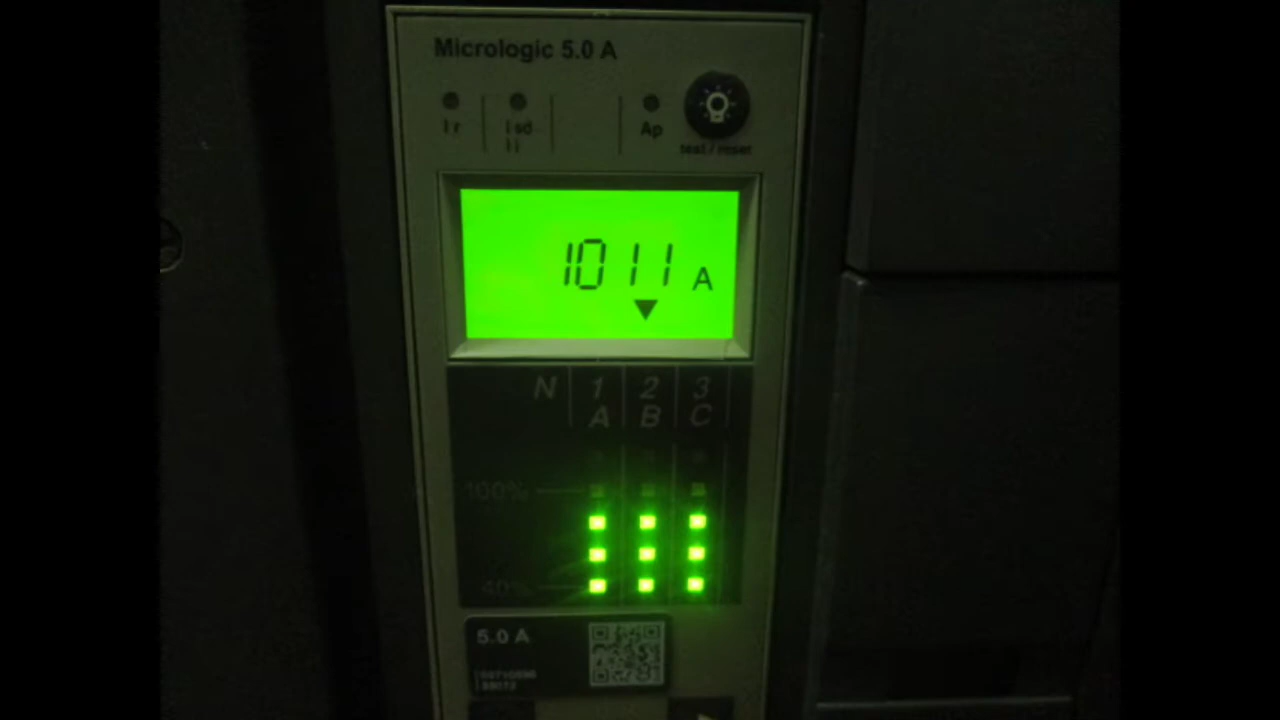 Micrologic 5.0 A
Ir Isd Ap
Ii
test / reset
1011 A
N 1 2 3
A B C
100%
40%
5.0 A